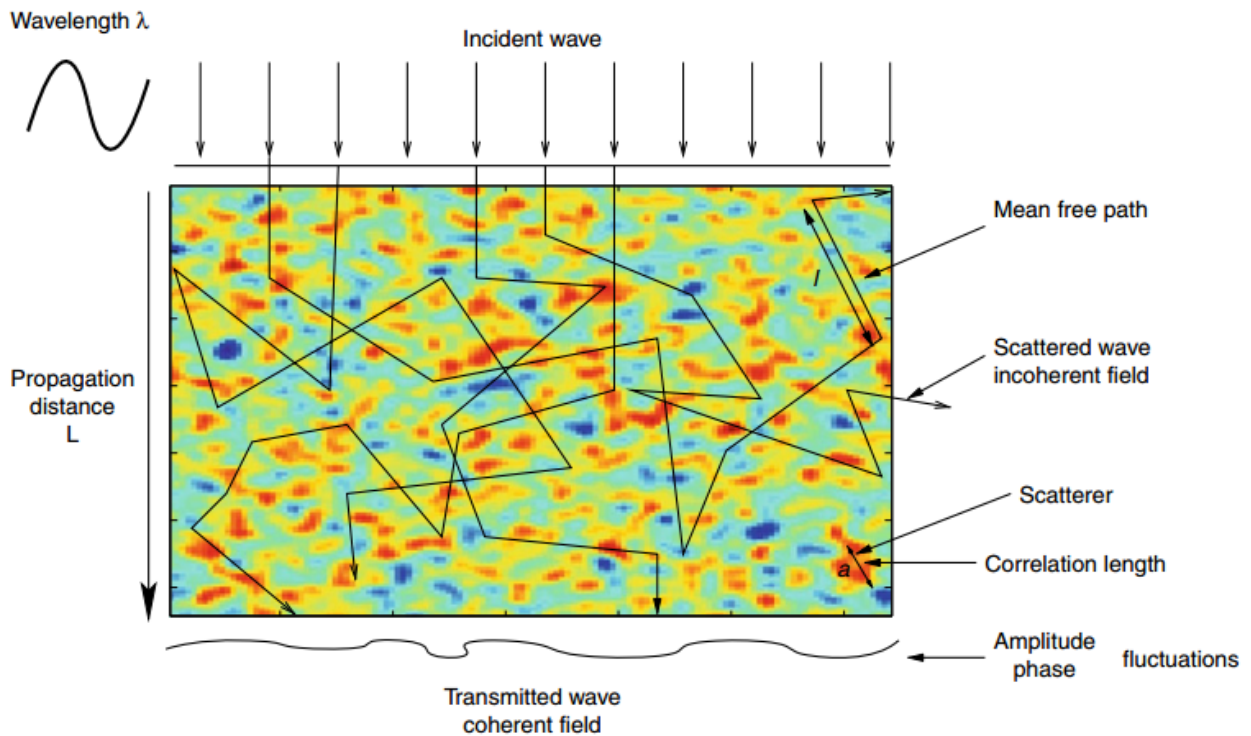 Wavelength λ
Incident wave
Mean free path
l
Scattered wave
incoherent field
Propagation
distance
L
Scatterer
a
Correlation length
Amplitude
phase
fluctuations
Transmitted wave
coherent field